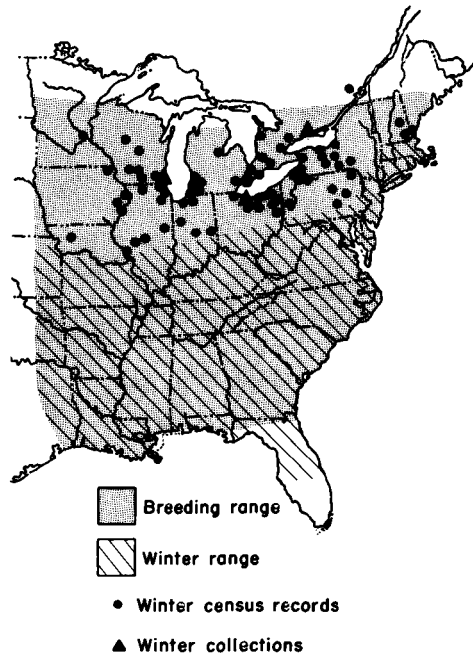 Breeding range
Winter range
Winter census records
Winter collections